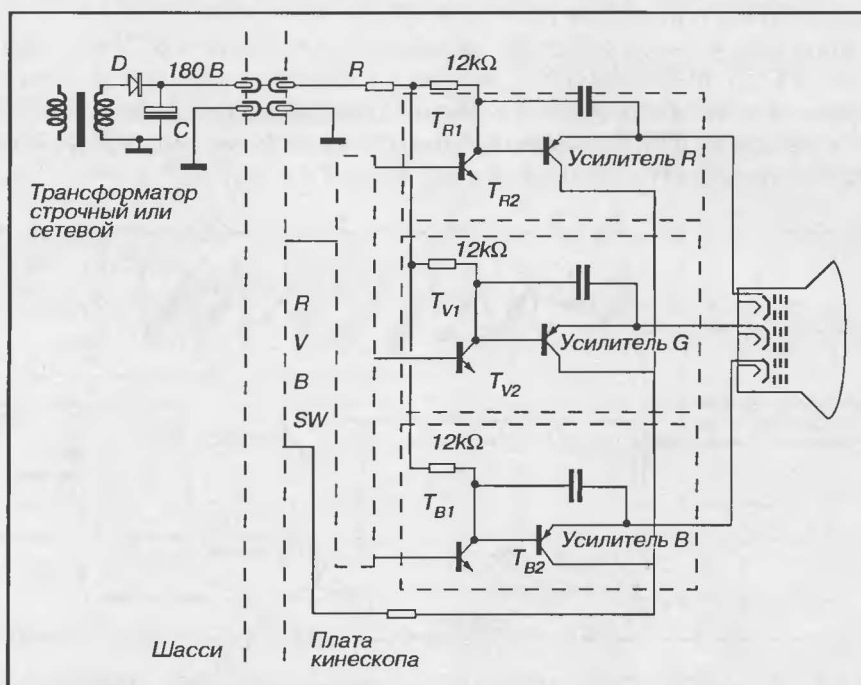 D
180 В
C
R
12kΩ
T_R1
Усилитель R
T_R2
Трансформатор
строчный или
сетевой
12kΩ
T_V1
Усилитель G
T_V2
R
V
B
SW
12kΩ
T_B1
Усилитель B
T_B2
Шасси
Плата
кинескопа